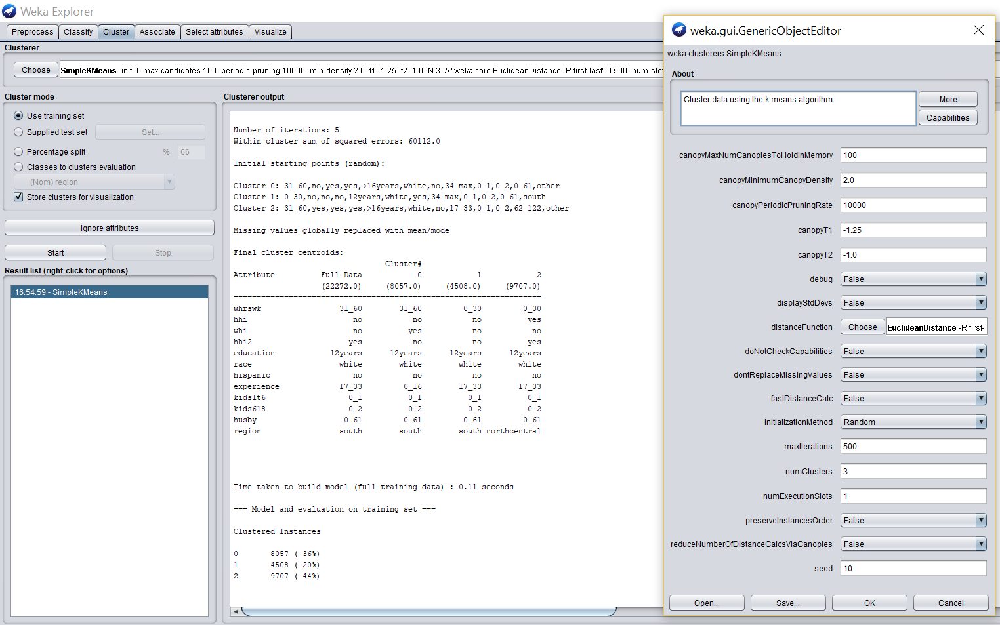 Weka Explorer
Preprocess Classify Cluster Associate Select attributes Visualize
Clusterer
Choose SimpleKMeans -init 0 -max-candidates 100 -periodic-pruning 10000 -min-density 2.0 -t1 -1.25 -t2 -1.0 -N 3 -A "weka.core.EuclideanDistance -R first-last" -I 500 -num-slot
Cluster mode
Use training set
Supplied test set Set...
Percentage split % 66
Classes to clusters evaluation
(Nom) region
Store clusters for visualization
Ignore attributes
Start Stop
Result list (right-click for options)
16:54:59 - SimpleKMeans
Clusterer output
Number of iterations: 5
Within cluster sum of squared errors: 60112.0
Initial starting points (random):
Cluster 0: 31_60,no,yes,yes,>16years,white,no,34_max,0_1,0_2,0_61,other
Cluster 1: 0_30,no,no,no,12years,white,yes,34_max,0_1,0_2,0_61,south
Cluster 2: 31_60,yes,yes,yes,>16years,white,no,17_33,0_1,0_2,62_122,other
Missing values globally replaced with mean/mode
Final cluster centroids:
Cluster#
Attribute Full Data 0 1 2
(22272.0) (8057.0) (4508.0) (9707.0)
==================================================================
whrswk 31_60 31_60 0_30 0_30
hhi no no no yes
whi no yes no no
hhi2 yes no no yes
education 12years 12years 12years 12years
race white white white white
hispanic no no no no
experience 17_33 0_16 17_33 17_33
kidslt6 0_1 0_1 0_1 0_1
kids618 0_2 0_2 0_2 0_2
husby 0_61 0_61 0_61 0_61
region south south south northcentral
Time taken to build model (full training data) : 0.11 seconds
=== Model and evaluation on training set ===
Clustered Instances
0 8057 ( 36%)
1 4508 ( 20%)
2 9707 ( 44%)
weka.gui.GenericObjectEditor
weka.clusterers.SimpleKMeans
About
Cluster data using the k means algorithm.
More
Capabilities
canopyMaxNumCanopiesToHoldInMemory 100
canopyMinimumCanopyDensity 2.0
canopyPeriodicPruningRate 10000
canopyT1 -1.25
canopyT2 -1.0
debug False
displayStdDevs False
distanceFunction Choose EuclideanDistance -R first-l
doNotCheckCapabilities False
dontReplaceMissingValues False
fastDistanceCalc False
initializationMethod Random
maxIterations 500
numClusters 3
numExecutionSlots 1
preserveInstancesOrder False
reduceNumberOfDistanceCalcsViaCanopies False
seed 10
Open... Save... OK Cancel